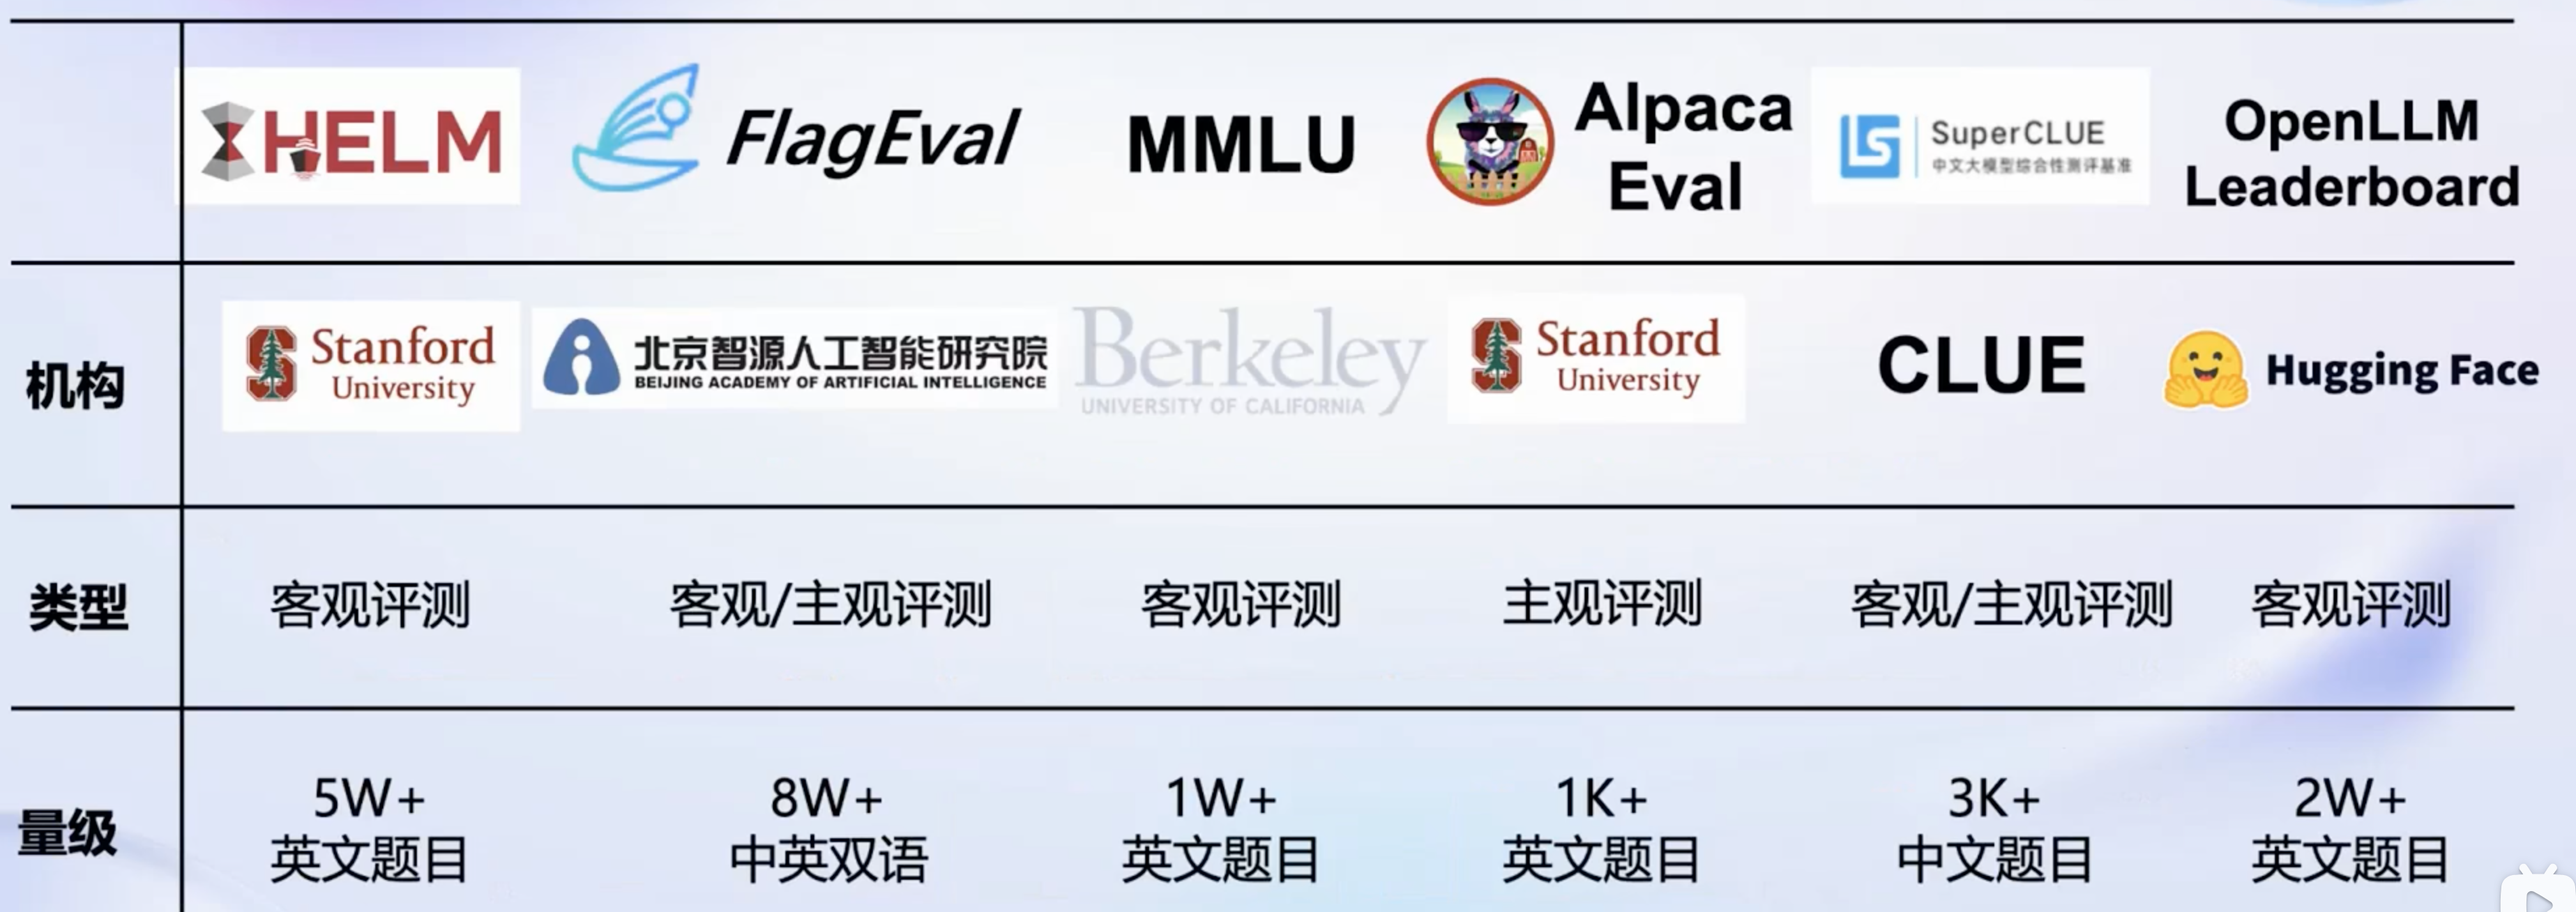 HELM
FlagEval
MMLU
Alpaca
Eval
SuperCLUE
中文大模型综合性测评基准
OpenLLM
Leaderboard
机构
Stanford
University
北京智源人工智能研究院
BEIJING ACADEMY OF ARTIFICIAL INTELLIGENCE
Berkeley
UNIVERSITY OF CALIFORNIA
Stanford
University
CLUE
Hugging Face
类型
客观评测
客观/主观评测
客观评测
主观评测
客观/主观评测
客观评测
量级
5W+
英文题目
8W+
中英双语
1W+
英文题目
1K+
英文题目
3K+
中文题目
2W+
英文题目